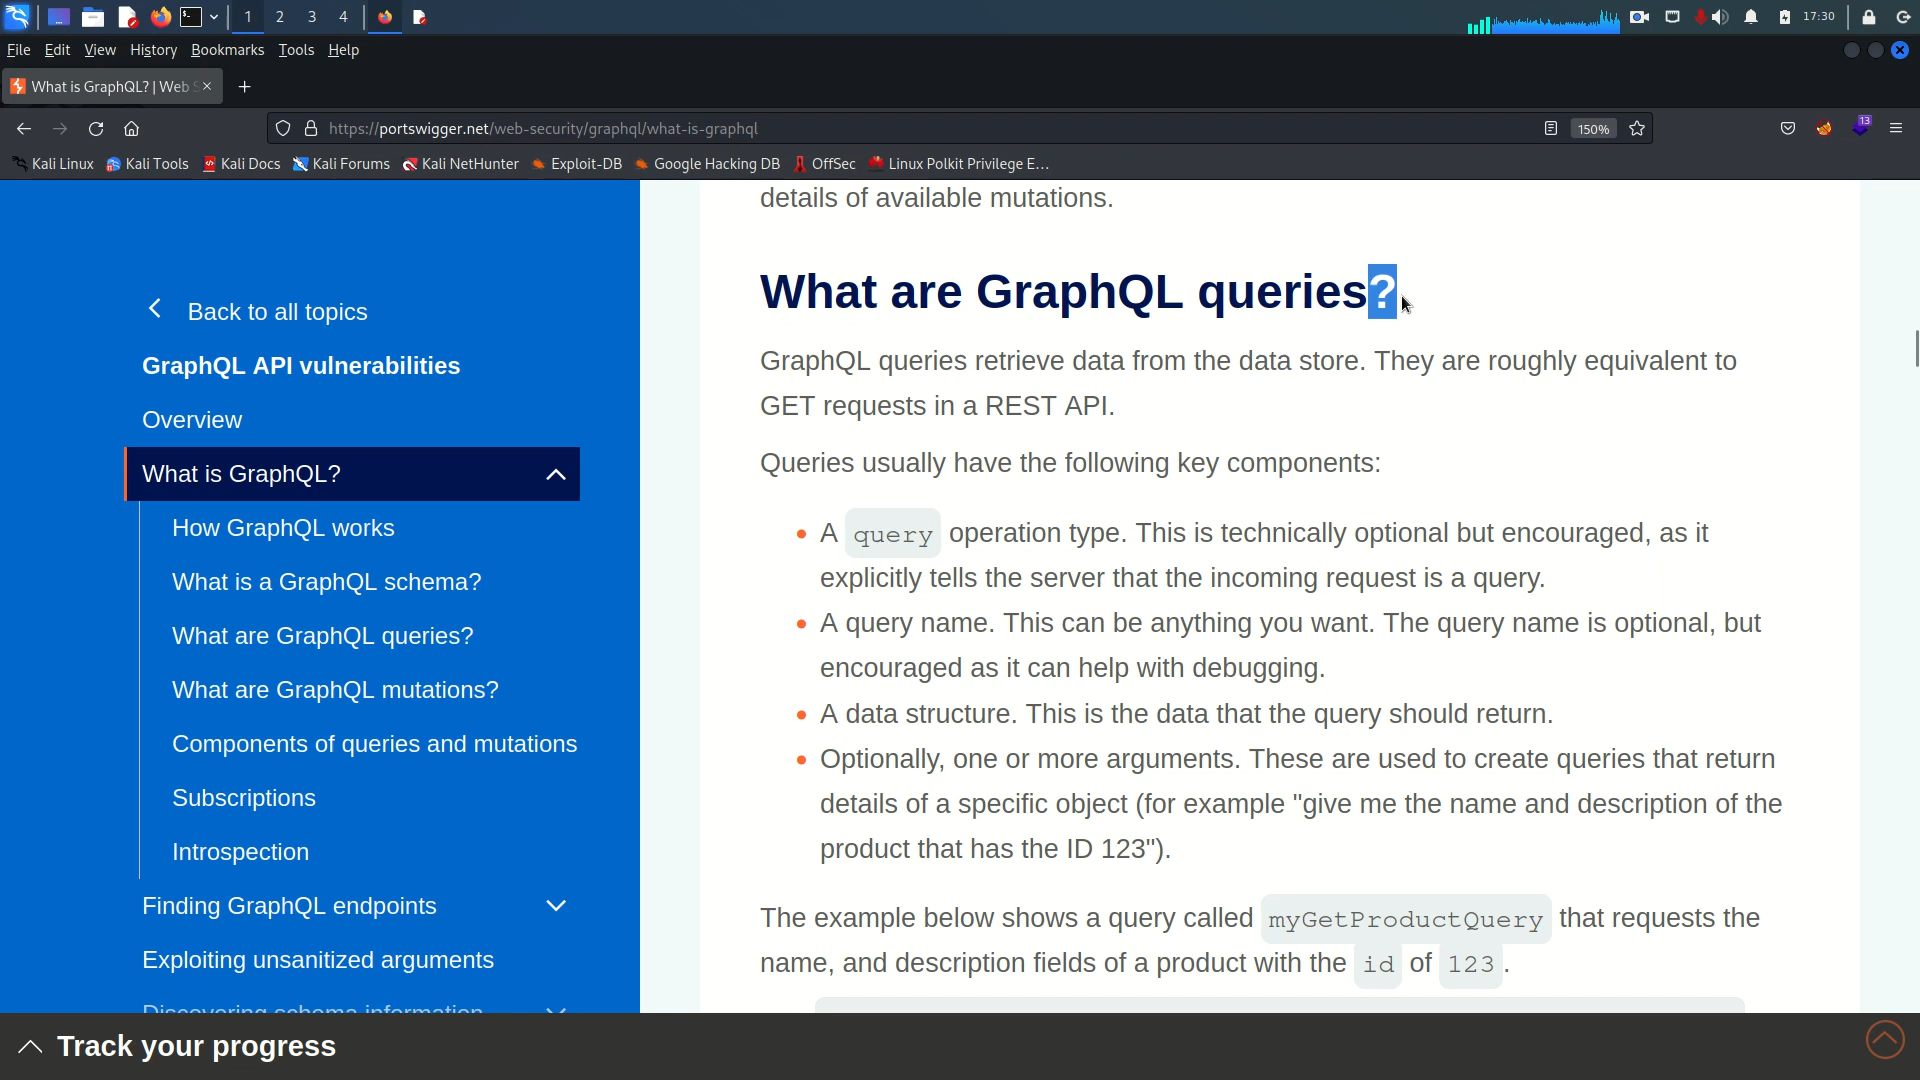 1 2 3 4 17:30
File Edit View History Bookmarks Tools Help
What is GraphQL? | Web S
https://portswigger.net/web-security/graphql/what-is-graphql 150% 13
Kali Linux Kali Tools Kali Docs Kali Forums Kali NetHunter Exploit-DB Google Hacking DB OffSec Linux Polkit Privilege E...
Back to all topics
GraphQL API vulnerabilities
Overview
What is GraphQL?
How GraphQL works
What is a GraphQL schema?
What are GraphQL queries?
What are GraphQL mutations?
Components of queries and mutations
Subscriptions
Introspection
Finding GraphQL endpoints
Exploiting unsanitized arguments
Discovering schema information
details of available mutations.
What are GraphQL queries?
GraphQL queries retrieve data from the data store. They are roughly equivalent to
GET requests in a REST API.
Queries usually have the following key components:
A query operation type. This is technically optional but encouraged, as it
explicitly tells the server that the incoming request is a query.
A query name. This can be anything you want. The query name is optional, but
encouraged as it can help with debugging.
A data structure. This is the data that the query should return.
Optionally, one or more arguments. These are used to create queries that return
details of a specific object (for example "give me the name and description of the
product that has the ID 123").
The example below shows a query called myGetProductQuery that requests the
name, and description fields of a product with the id of 123.
Track your progress